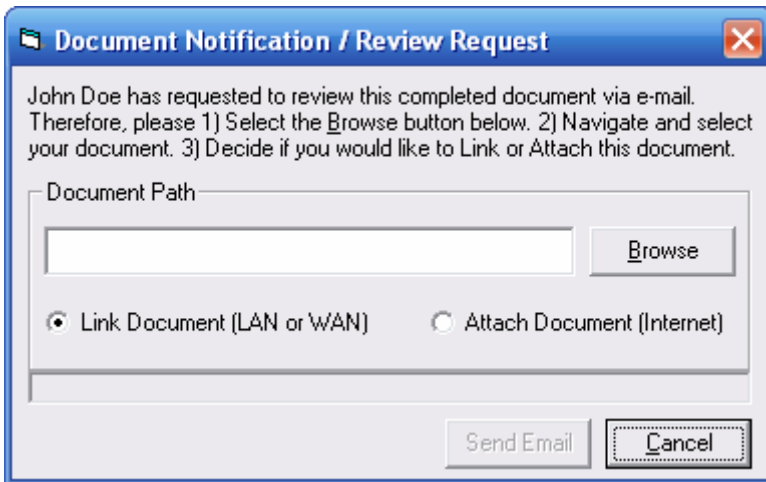 Document Notification / Review Request
John Doe has requested to review this completed document via e-mail.
Therefore, please 1) Select the Browse button below. 2) Navigate and select
your document. 3) Decide if you would like to Link or Attach this document.
Document Path
Browse
Link Document (LAN or WAN) Attach Document (Internet)
Send Email Cancel